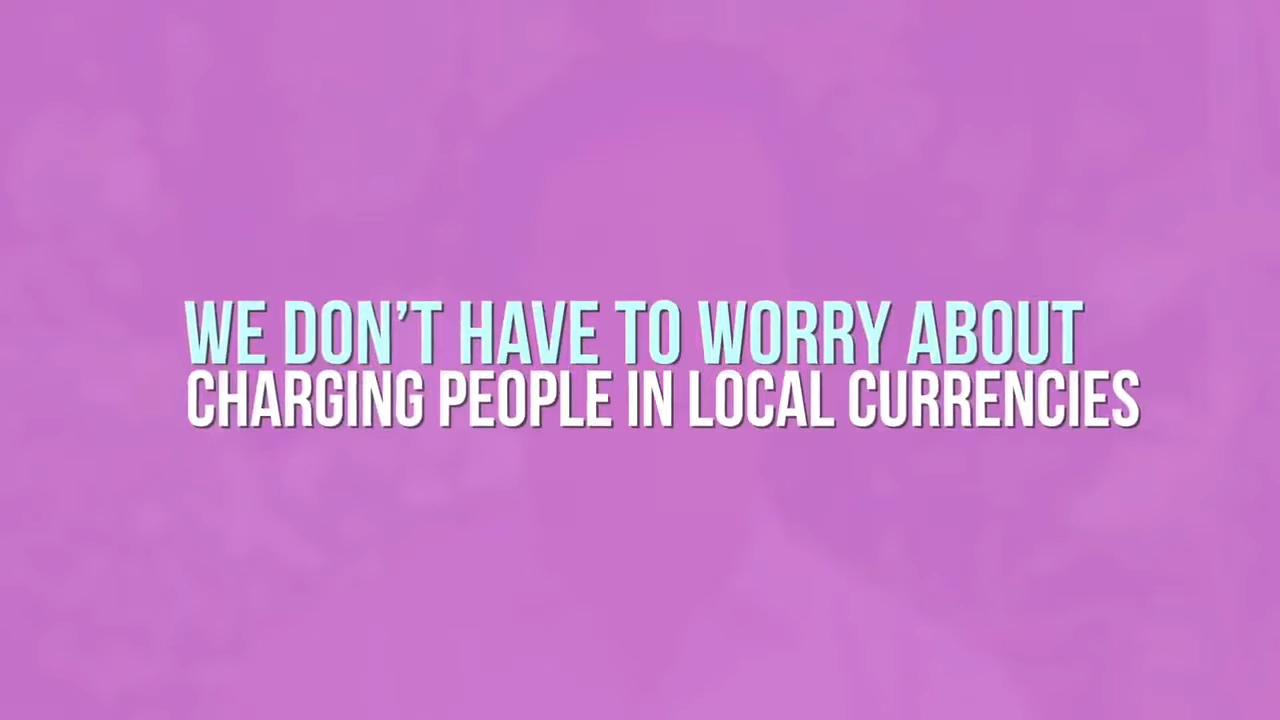 WE DON’T HAVE TO WORRY ABOUT
CHARGING PEOPLE IN LOCAL CURRENCIES